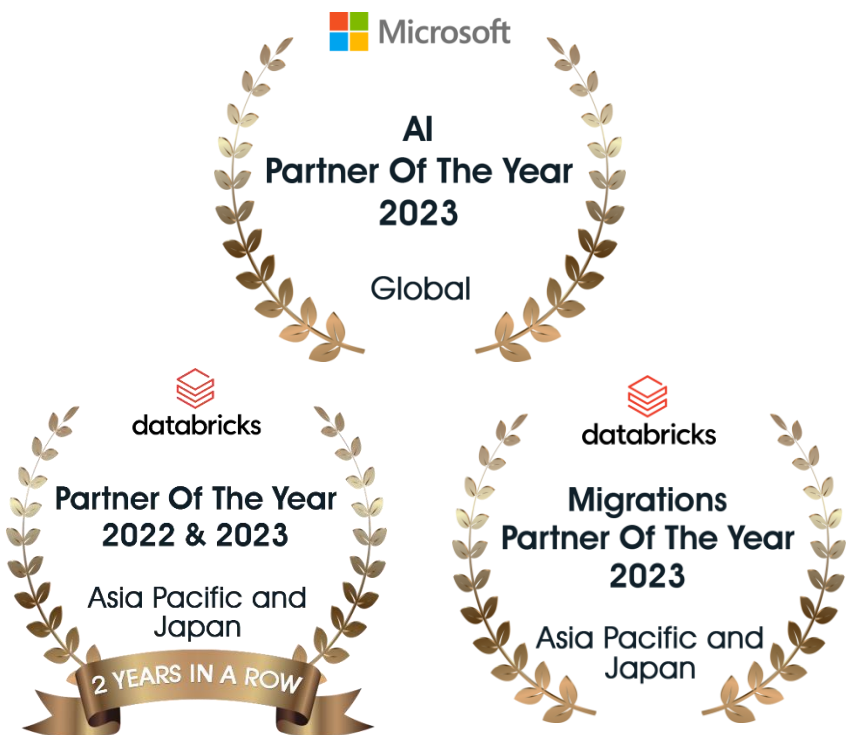 Microsoft
AI
Partner Of The Year
2023
Global
databricks
Partner Of The Year
2022 & 2023
Asia Pacific and
Japan
2 YEARS IN A ROW
databricks
Migrations
Partner Of The Year
2023
Asia Pacific and
Japan